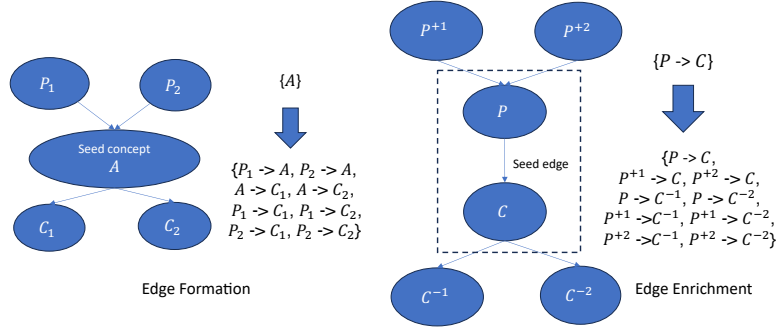 P₁
P₂
Seed concept
A
C₁
C₂
{A}
{P₁ -> A, P₂ -> A,
A -> C₁, A -> C₂,
P₁ -> C₁, P₁ -> C₂,
P₂ -> C₁, P₂ -> C₂}
Edge Formation
P⁺¹
P⁺²
P
Seed edge
C
C⁻¹
C⁻²
{P -> C}
{P -> C,
P⁺¹ -> C, P⁺² -> C,
P -> C⁻¹, P -> C⁻²,
P⁺¹ ->C⁻¹, P⁺¹ -> C⁻²,
P⁺² ->C⁻¹, P⁺² -> C⁻²}
Edge Enrichment